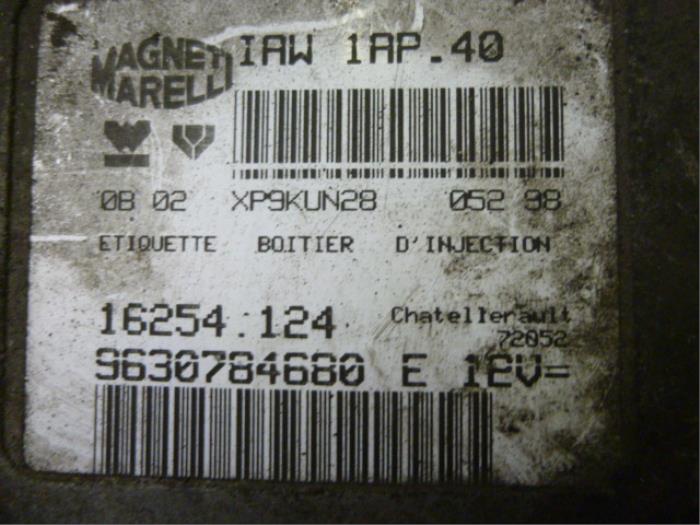 MAGNETI MARELLI
IAW 1AP.40
0B 02 XP9KUN28 052 98
ETIQUETTE BOITIER D'INJECTION
16254.124 Chatellerault
72052
9630784680 E 12V=